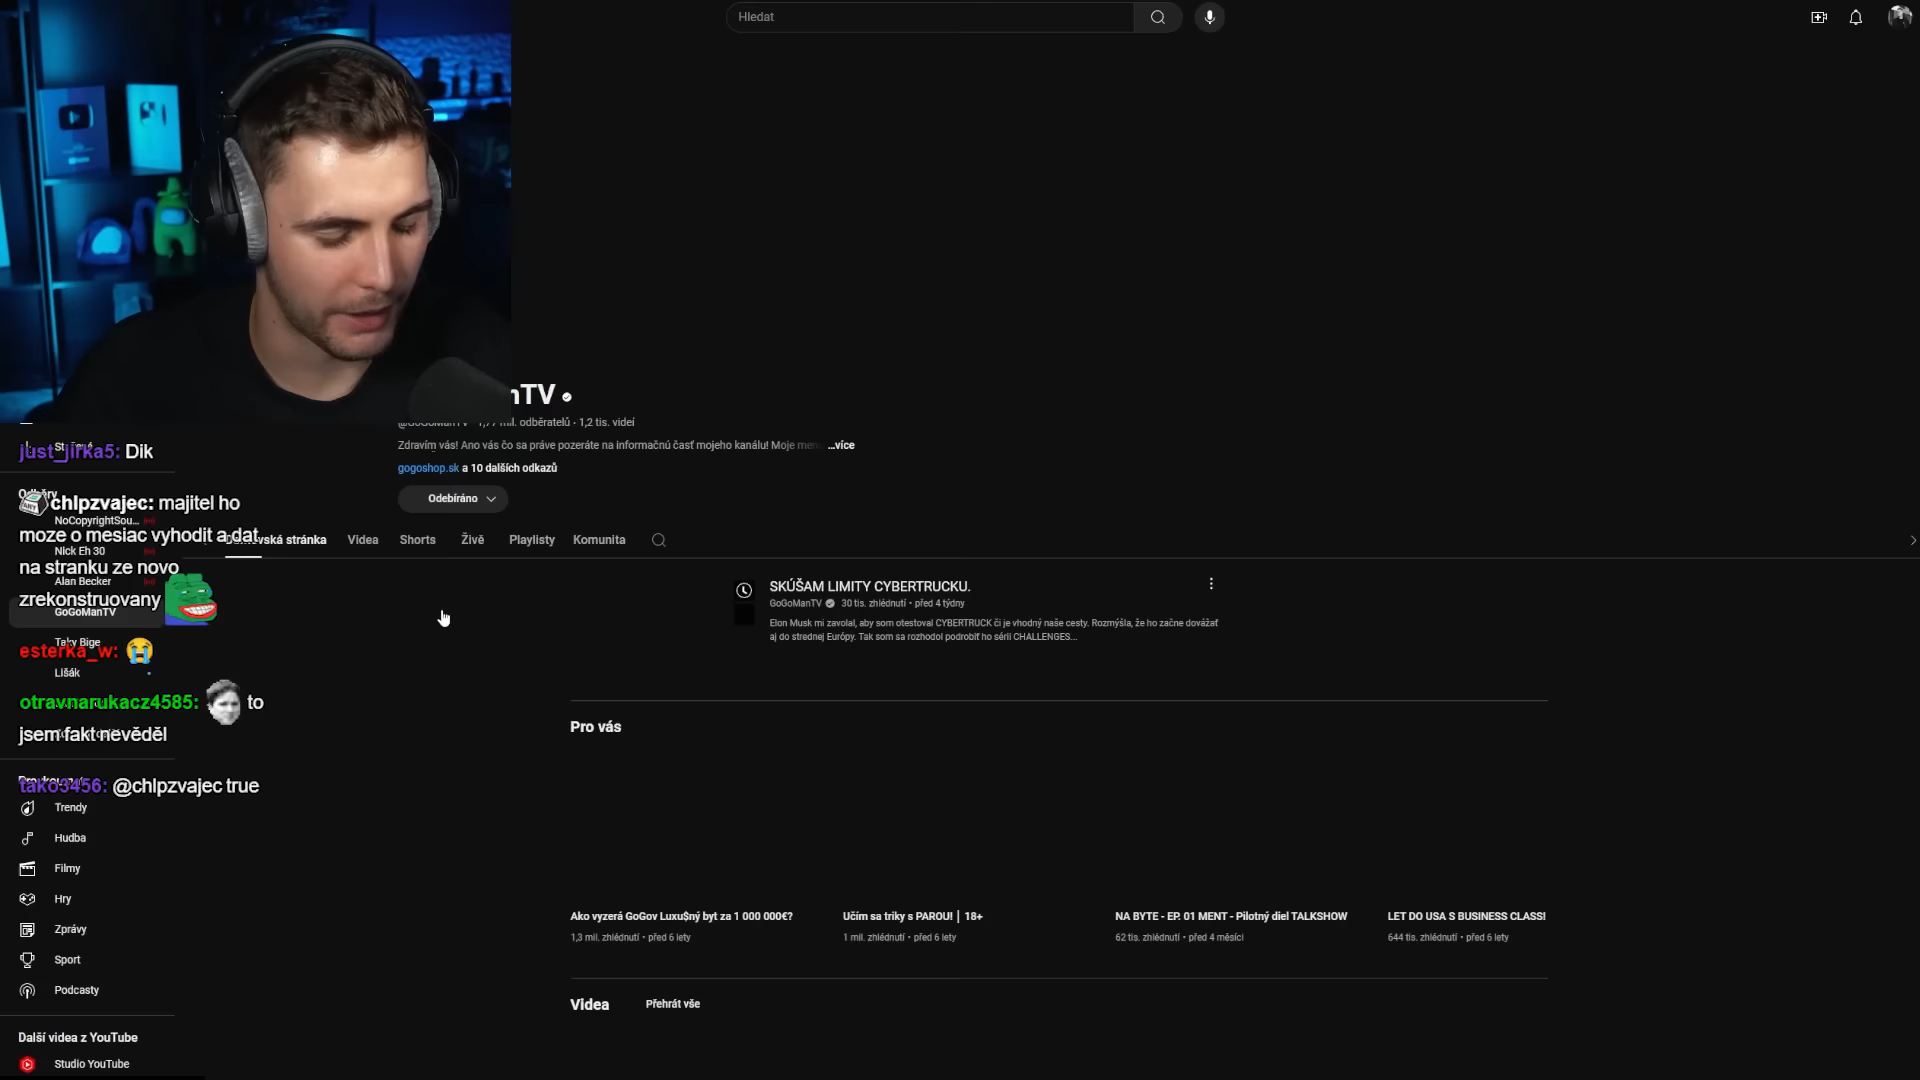 Hledat
nTV
odběratelů • 1,2 tis. videí
Zdravím vás! Ano vás čo sa práve pozeráte na informačnú časť mojeho kanálu! Moje ...více
gogoshop.sk a 10 dalších odkazů
Odebíráno
just_jirka5: Dik
chlpzvajec: majitel ho
moze o mesiac vyhodit a dat
na stranku ze novo
zrekonstruovany
esterka_w:
otravnarukacz4585: to
jsem fakt nevěděl
tako3456: @chlpzvajec true
NoCopyrightSou...
Nick Eh 30
Alan Becker
GoGoManTV
Lišák
Trendy
Hudba
Filmy
Hry
Zprávy
Sport
Podcasty
Další videa z YouTube
Studio YouTube
stránka Videa Shorts Živě Playlisty Komunita
SKÚŠAM LIMITY CYBERTRUCKU.
GoGoManTV 30 tis. zhlédnutí • před 4 týdny
Elon Musk mi zavolal, aby som otestoval CYBERTRUCK či je vhodný naše cesty. Rozmýšla, že ho začne dovážať
aj do strednej Európy. Tak som sa rozhodol podrobiť ho sérii CHALLENGES...
Pro vás
Ako vyzerá GoGov Luxu$ný byt za 1 000 000€?
1,3 mil. zhlédnutí • před 6 lety
Učím sa triky s PAROU! | 18+
1 mil. zhlédnutí • před 6 lety
NA BYTE - EP. 01 MENT - Pilotný diel TALKSHOW
62 tis. zhlédnutí • před 4 měsíci
LET DO USA S BUSINESS CLASS!
644 tis. zhlédnutí • před 6 lety
Videa Přehrát vše